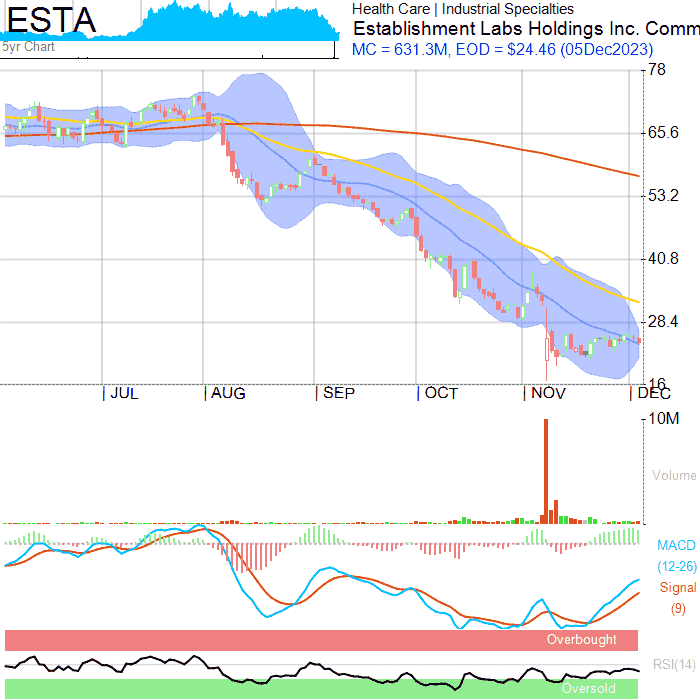 ESTA
5yr Chart
Health Care | Industrial Specialties
Establishment Labs Holdings Inc. Comm
MC = 631.3M, EOD = $24.46 (05Dec2023)
78
65.6
53.2
40.8
28.4
16
JUL AUG SEP OCT NOV DEC
10M
Volume
MACD
(12-26)
Signal
(9)
Overbought
RSI(14)
Oversold